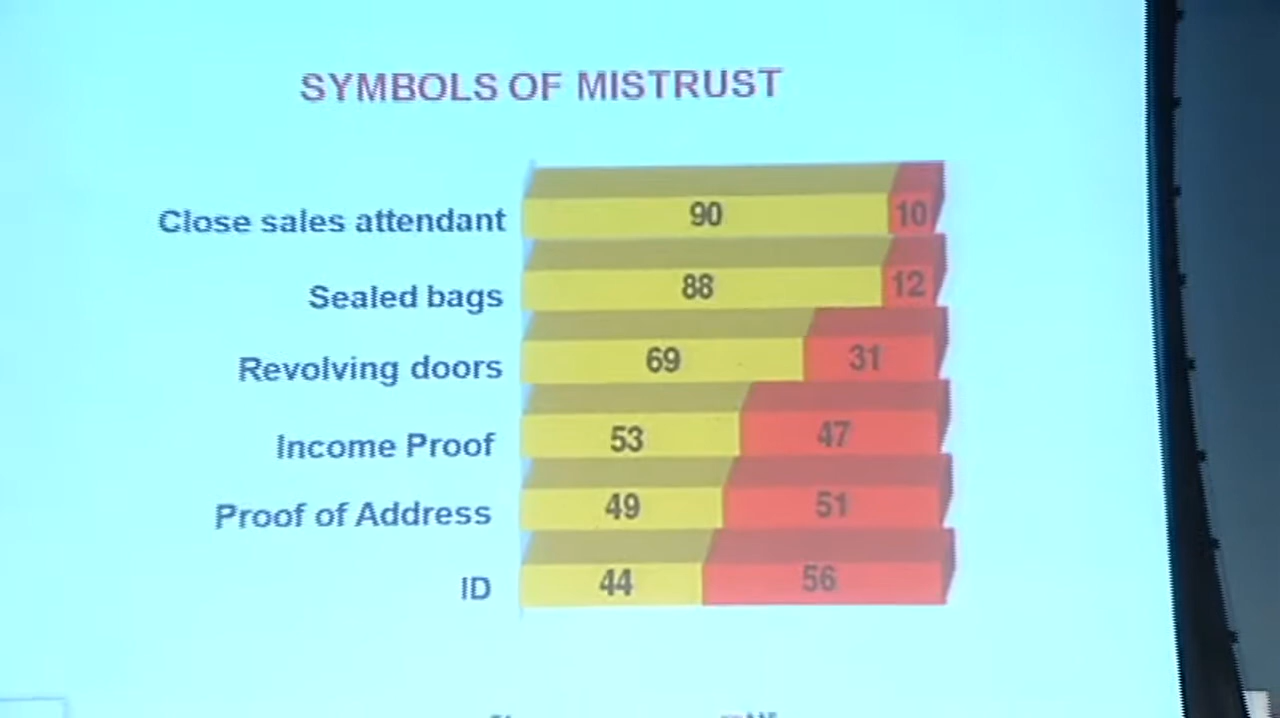 SYMBOLS OF MISTRUST
Close sales attendant 90 10
Sealed bags 88 12
Revolving doors 69 31
Income Proof 53 47
Proof of Address 49 51
ID 44 56